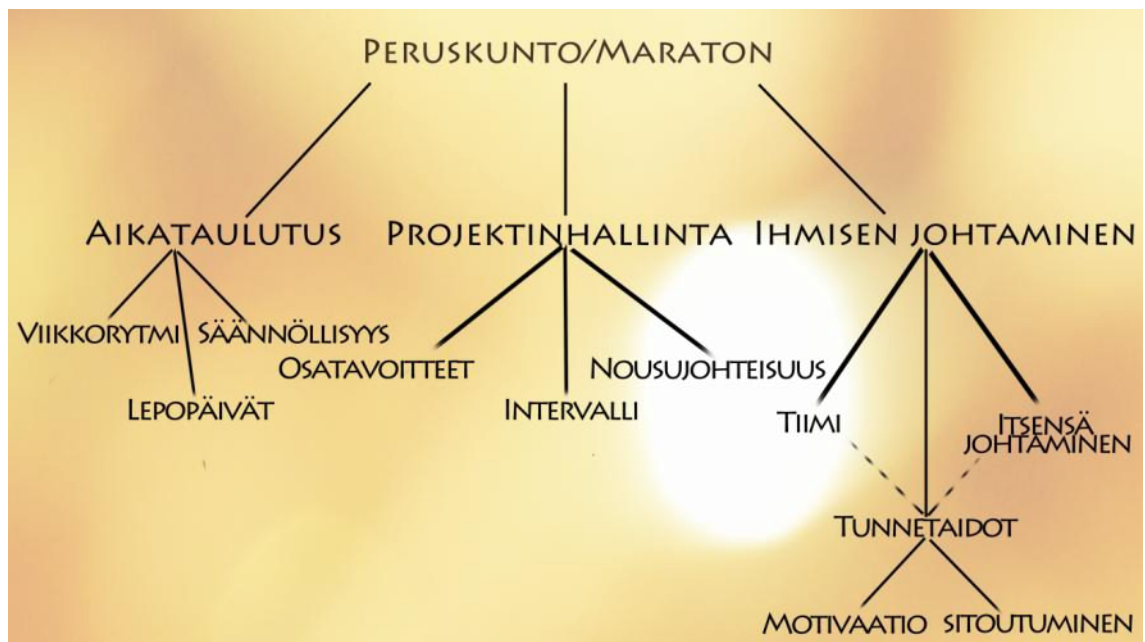 PERUSKUNTO/MARATON
AIKATAULUTUS PROJEKTINHALLINTA IHMISEN JOHTAMINEN
VIIKKORYTMI SÄÄNNÖLLISYYS
OSATAVOITTEET NOUSUJOHTEISUUS
LEPOPÄIVÄT INTERVALLI TIIMI ITSENSÄ
JOHTAMINEN
TUNNETAIDOT
MOTIVAATIO SITOUTUMINEN